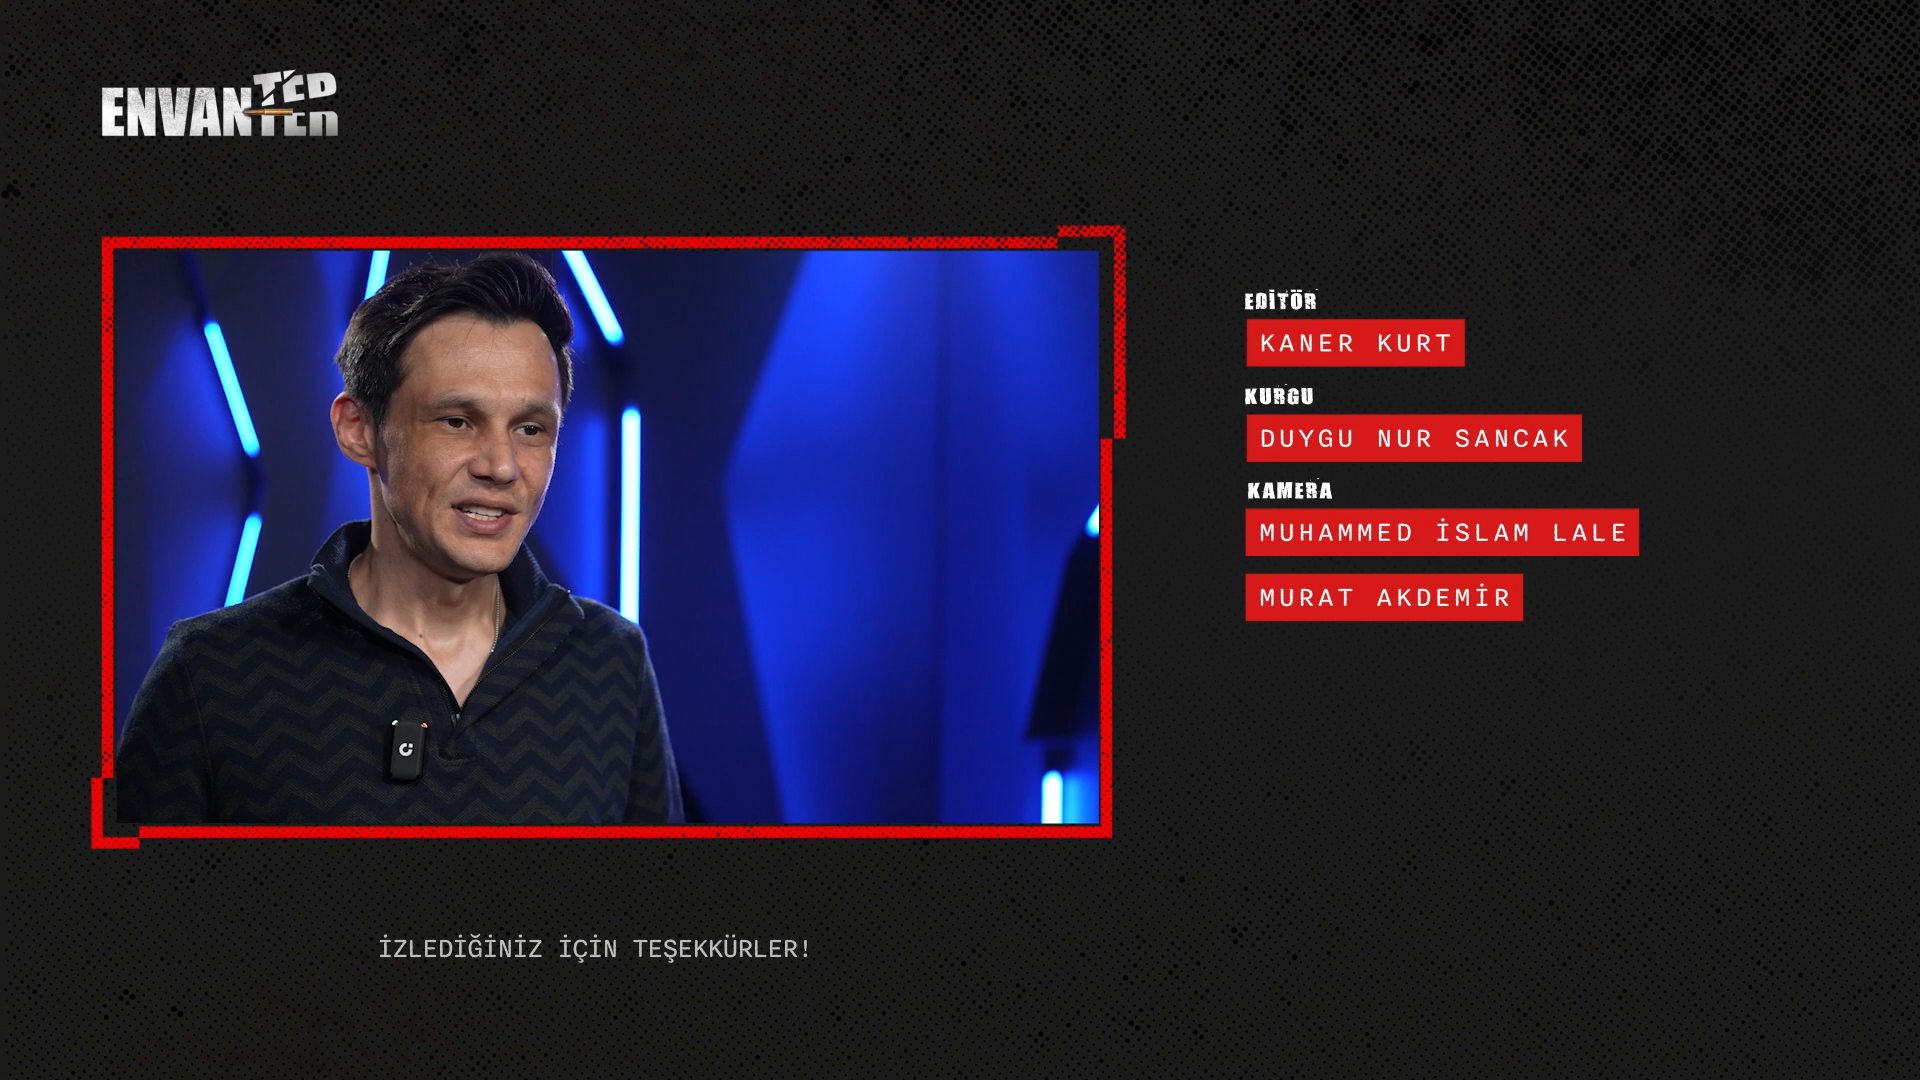 ENVANTER
EDİTÖR
KANER KURT
KURGU
DUYGU NUR SANCAK
KAMERA
MUHAMMED İSLAM LALE
MURAT AKDEMİR
İZLEDİĞİNİZ İÇİN TEŞEKKÜRLER!